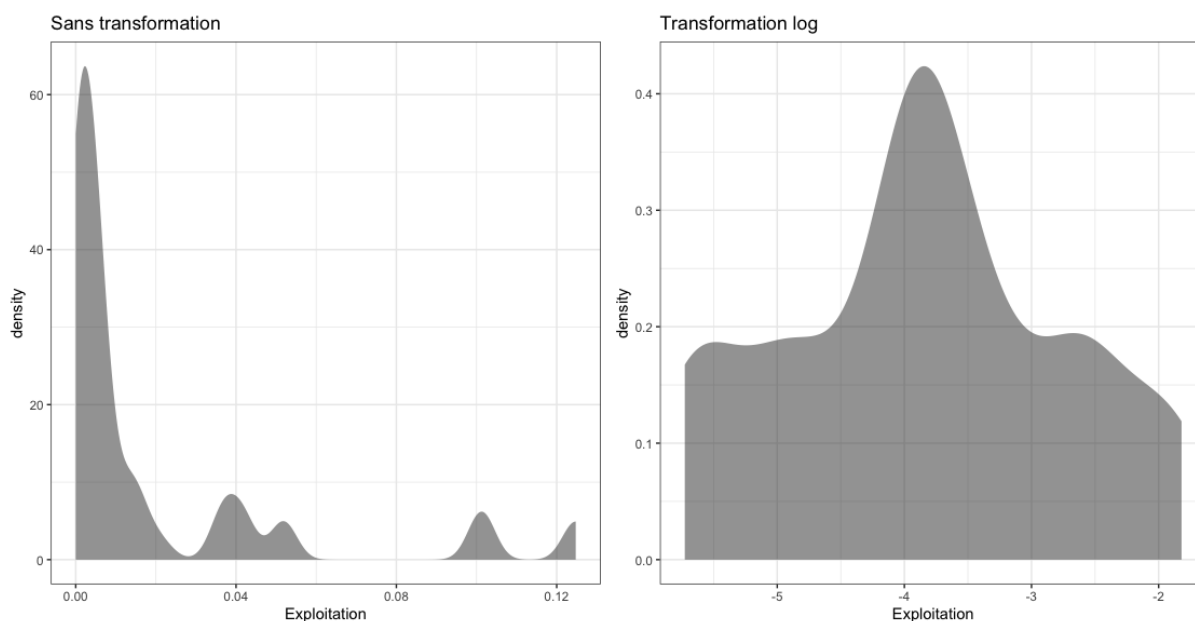 Sans transformation
density
60
40
20
0
0.00 0.04 0.08 0.12
Exploitation
Transformation log
density
0.4
0.3
0.2
0.1
0.0
-5 -4 -3 -2
Exploitation